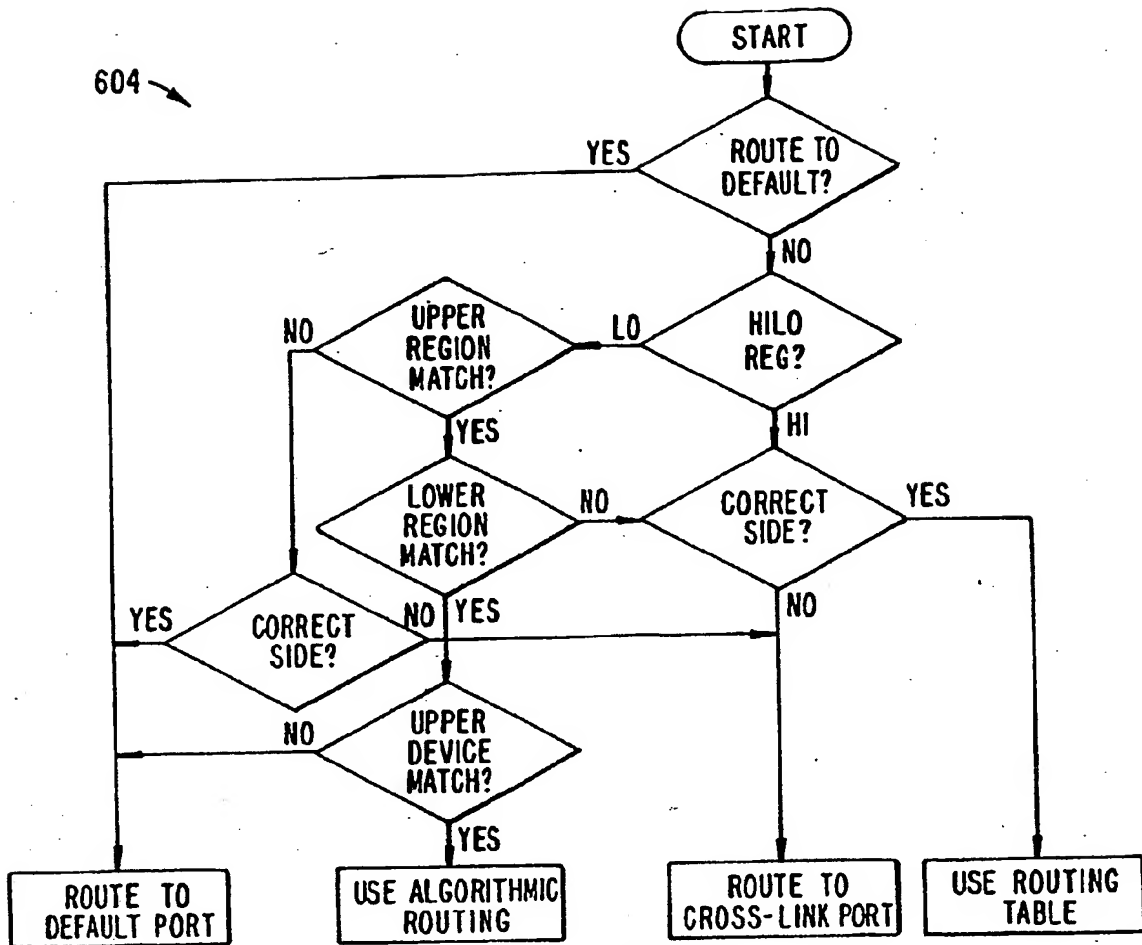 START
604
YES
ROUTE TO
DEFAULT?
NO
NO
UPPER
REGION
MATCH?
LO
HILO
REG?
YES
HI
LOWER
REGION
MATCH?
NO
CORRECT
SIDE?
YES
YES
CORRECT
SIDE?
NO
YES
NO
NO
UPPER
DEVICE
MATCH?
YES
ROUTE TO
DEFAULT PORT
USE ALGORITHMIC
ROUTING
ROUTE TO
CROSS-LINK PORT
USE ROUTING
TABLE